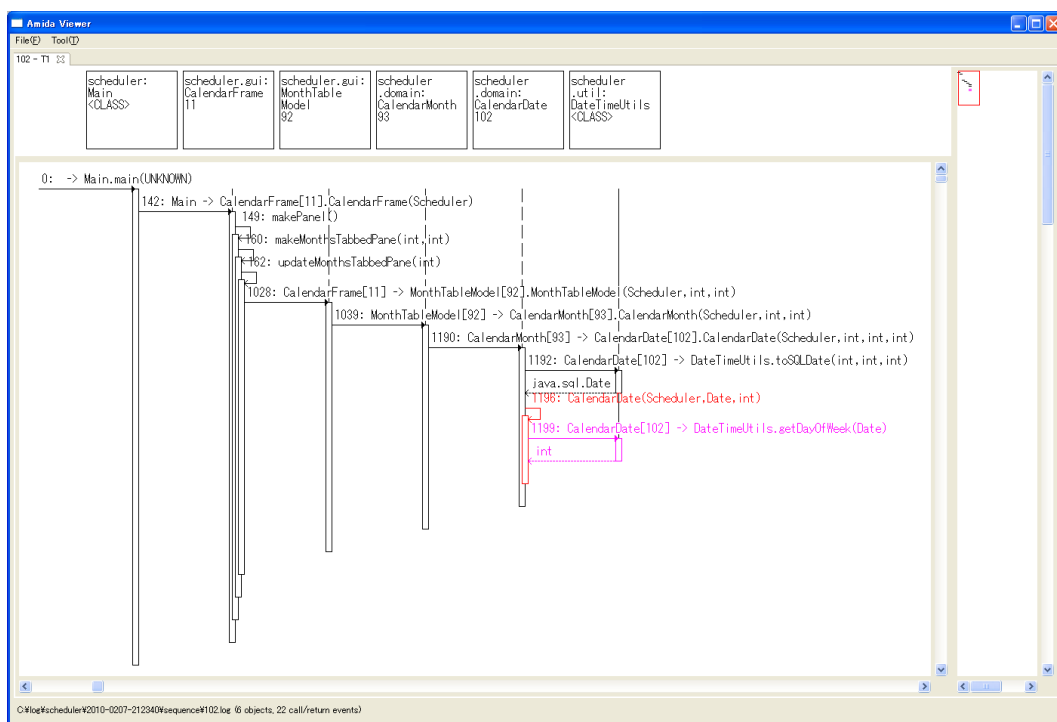 Amida Viewer
File(F) Tool(T)
102 - T1
scheduler:
Main
<CLASS>
scheduler.gui:
CalendarFrame
11
scheduler.gui:
MonthTable
Model
92
scheduler
.domain:
CalendarMonth
93
scheduler
.domain:
CalendarDate
102
scheduler
.util:
DateTimeUtils
<CLASS>
0: -> Main.main(UNKNOWN)
142: Main -> CalendarFrame[11].CalendarFrame(Scheduler)
149: makePanel()
160: makeMonthsTabbedPane(int,int)
162: updateMonthsTabbedPane(int)
1028: CalendarFrame[11] -> MonthTableModel[92].MonthTableModel(Scheduler,int,int)
1039: MonthTableModel[92] -> CalendarMonth[93].CalendarMonth(Scheduler,int,int)
1190: CalendarMonth[93] -> CalendarDate[102].CalendarDate(Scheduler,int,int,int)
1192: CalendarDate[102] -> DateTimeUtils.toSQLDate(int,int,int)
java.sql.Date
1196: CalendarDate(Scheduler,Date,int)
1199: CalendarDate[102] -> DateTimeUtils.getDayOfWeek(Date)
int
C:¥log¥scheduler¥2010-0207-212340¥sequence¥102.log (6 objects, 22 call/return events)